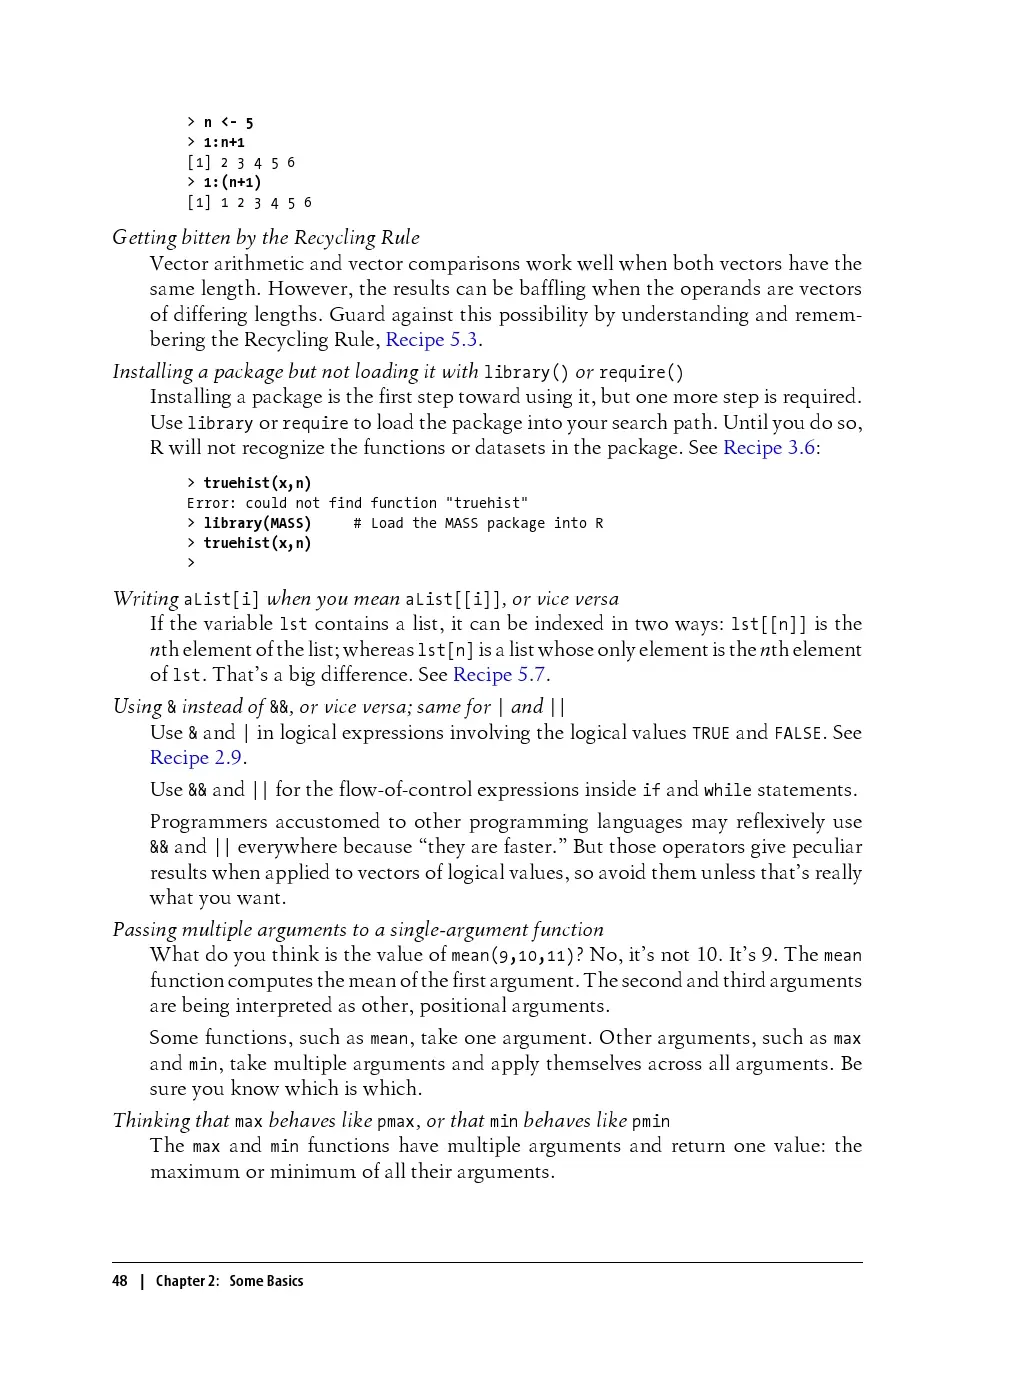 > n <- 5
> 1:n+1
[1] 2 3 4 5 6
> 1:(n+1)
[1] 1 2 3 4 5 6
Getting bitten by the Recycling Rule
Vector arithmetic and vector comparisons work well when both vectors have the
same length. However, the results can be baffling when the operands are vectors
of differing lengths. Guard against this possibility by understanding and remem-
bering the Recycling Rule, Recipe 5.3.
Installing a package but not loading it with library() or require()
Installing a package is the first step toward using it, but one more step is required.
Use library or require to load the package into your search path. Until you do so,
R will not recognize the functions or datasets in the package. See Recipe 3.6:
> truehist(x,n)
Error: could not find function "truehist"
> library(MASS)     # Load the MASS package into R
> truehist(x,n)
>
Writing aList[i] when you mean aList[[i]], or vice versa
If the variable lst contains a list, it can be indexed in two ways: lst[[n]] is the
nth element of the list; whereas lst[n] is a list whose only element is the nth element
of lst. That’s a big difference. See Recipe 5.7.
Using & instead of &&, or vice versa; same for | and ||
Use & and | in logical expressions involving the logical values TRUE and FALSE. See
Recipe 2.9.
Use && and || for the flow-of-control expressions inside if and while statements.
Programmers accustomed to other programming languages may reflexively use
&& and || everywhere because “they are faster.” But those operators give peculiar
results when applied to vectors of logical values, so avoid them unless that’s really
what you want.
Passing multiple arguments to a single-argument function
What do you think is the value of mean(9,10,11)? No, it’s not 10. It’s 9. The mean
function computes the mean of the first argument. The second and third arguments
are being interpreted as other, positional arguments.
Some functions, such as mean, take one argument. Other arguments, such as max
and min, take multiple arguments and apply themselves across all arguments. Be
sure you know which is which.
Thinking that max behaves like pmax, or that min behaves like pmin
The max and min functions have multiple arguments and return one value: the
maximum or minimum of all their arguments.
48 | Chapter 2: Some Basics